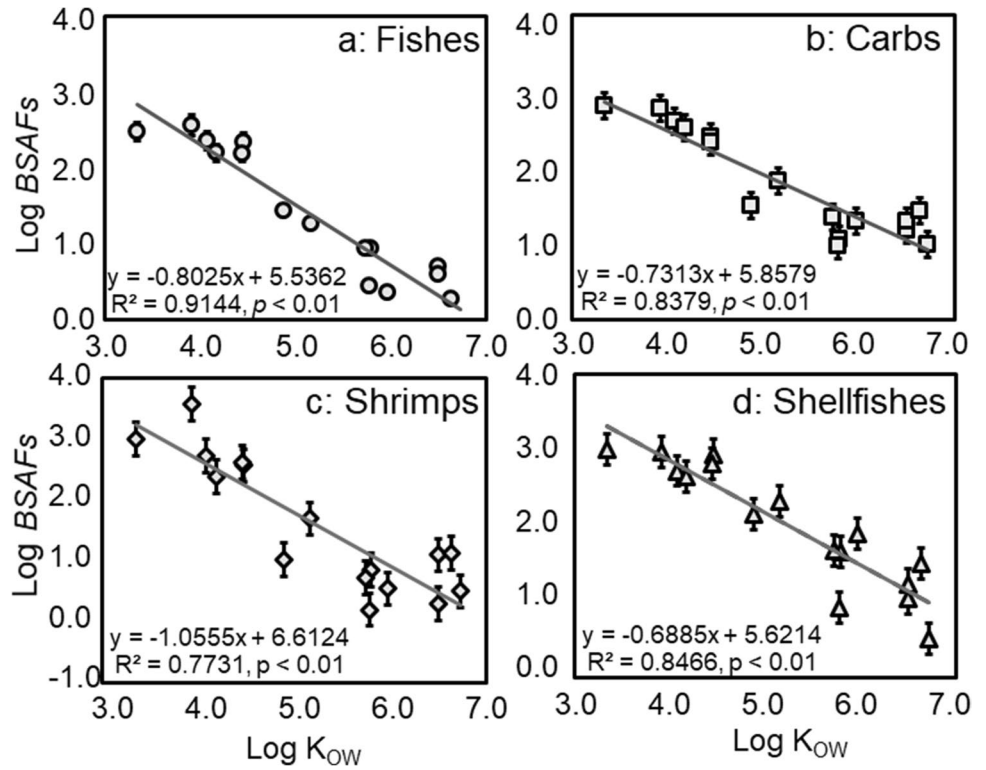 a: Fishes
4.0
3.0
2.0
1.0
0.0
Log BSAFs
y = -0.8025x + 5.5362
R² = 0.9144, p < 0.01
3.0 4.0 5.0 6.0 7.0
b: Carbs
4.0
3.0
2.0
1.0
0.0
y = -0.7313x + 5.8579
R² = 0.8379, p < 0.01
3.0 4.0 5.0 6.0 7.0
c: Shrimps
4.0
3.0
2.0
1.0
0.0
-1.0
Log BSAFs
y = -1.0555x + 6.6124
R² = 0.7731, p < 0.01
3.0 4.0 5.0 6.0 7.0
Log KOW
d: Shellfishes
4.0
3.0
2.0
1.0
0.0
y = -0.6885x + 5.6214
R² = 0.8466, p < 0.01
3.0 4.0 5.0 6.0 7.0
Log KOW